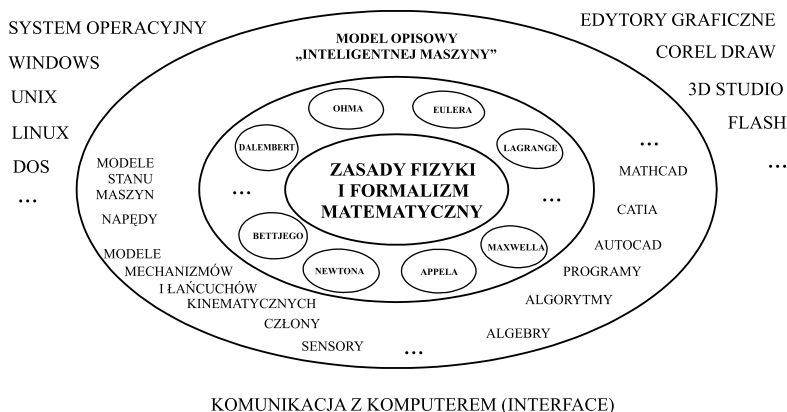 SYSTEM OPERACYJNY
WINDOWS
UNIX
LINUX
DOS
...
EDYTORY GRAFICZNE
COREL DRAW
3D STUDIO
FLASH
...
MODEL OPISOWY
„INTELIGENTNEJ MASZYNY”
MODELE
STANU
MASZYN
NAPĘDY
MODELE
MECHANIZMÓW
I ŁAŃCUCHÓW
KINEMATYCZNYCH
CZŁONY
SENSORY
...
...
MATHCAD
CATIA
AUTOCAD
PROGRAMY
ALGORYTMY
ALGEBRY
OHMA
EULERA
DALEMBERT
LAGRANGE
...
...
BETTJEGO
MAXWELLA
NEWTONA
APPELA
ZASADY FIZYKI
I FORMALIZM
MATEMATYCZNY
KOMUNIKACJA Z KOMPUTEREM (INTERFACE)